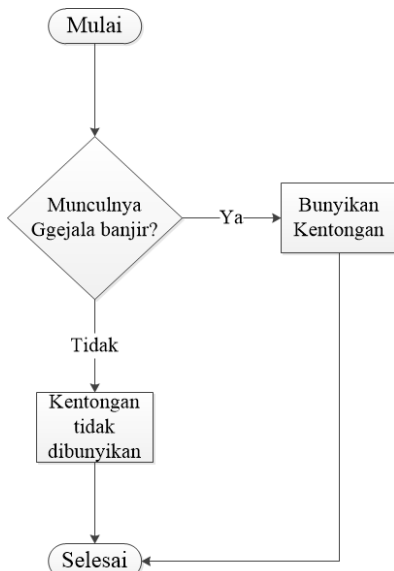 Mulai
Munculnya
Ggejala banjir?
Ya
Bunyikan
Kentongan
Tidak
Kentongan
tidak
dibunyikan
Selesai